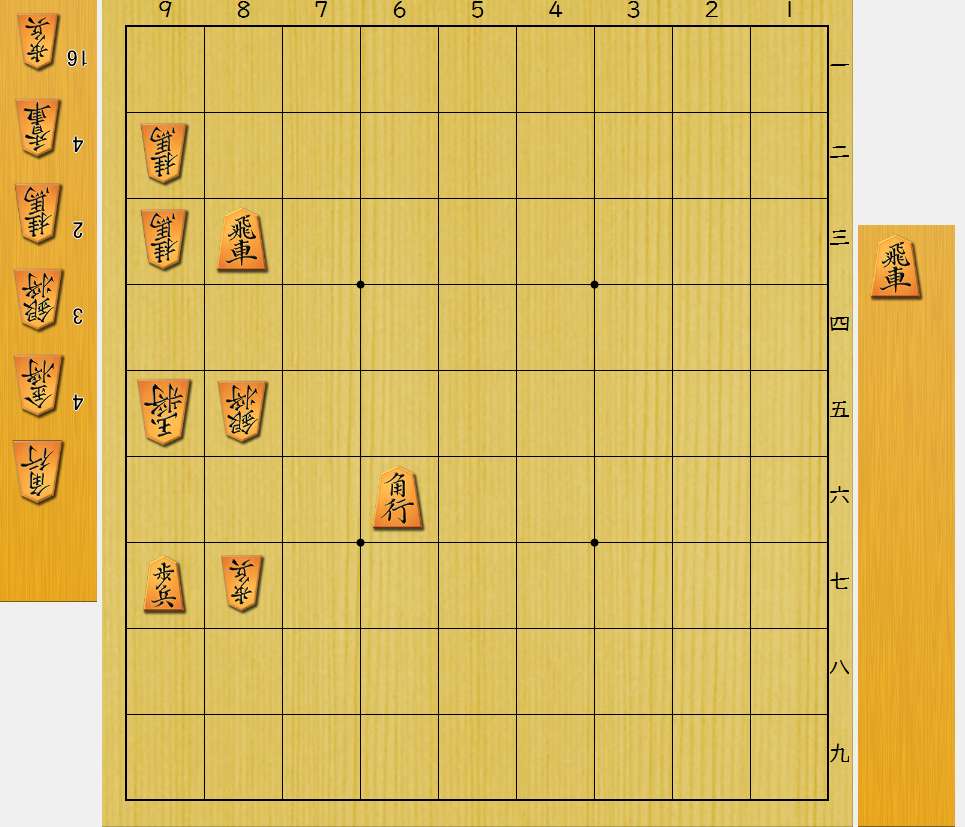 9 8 7 6 5 4 3 2 1
歩兵 16
香車 4
桂馬 2
銀将 3
金将 4
角行
桂馬
桂馬 飛車
玉将 銀将
角行
歩兵 歩兵
一
二
三
四
五
六
七
八
九
飛車